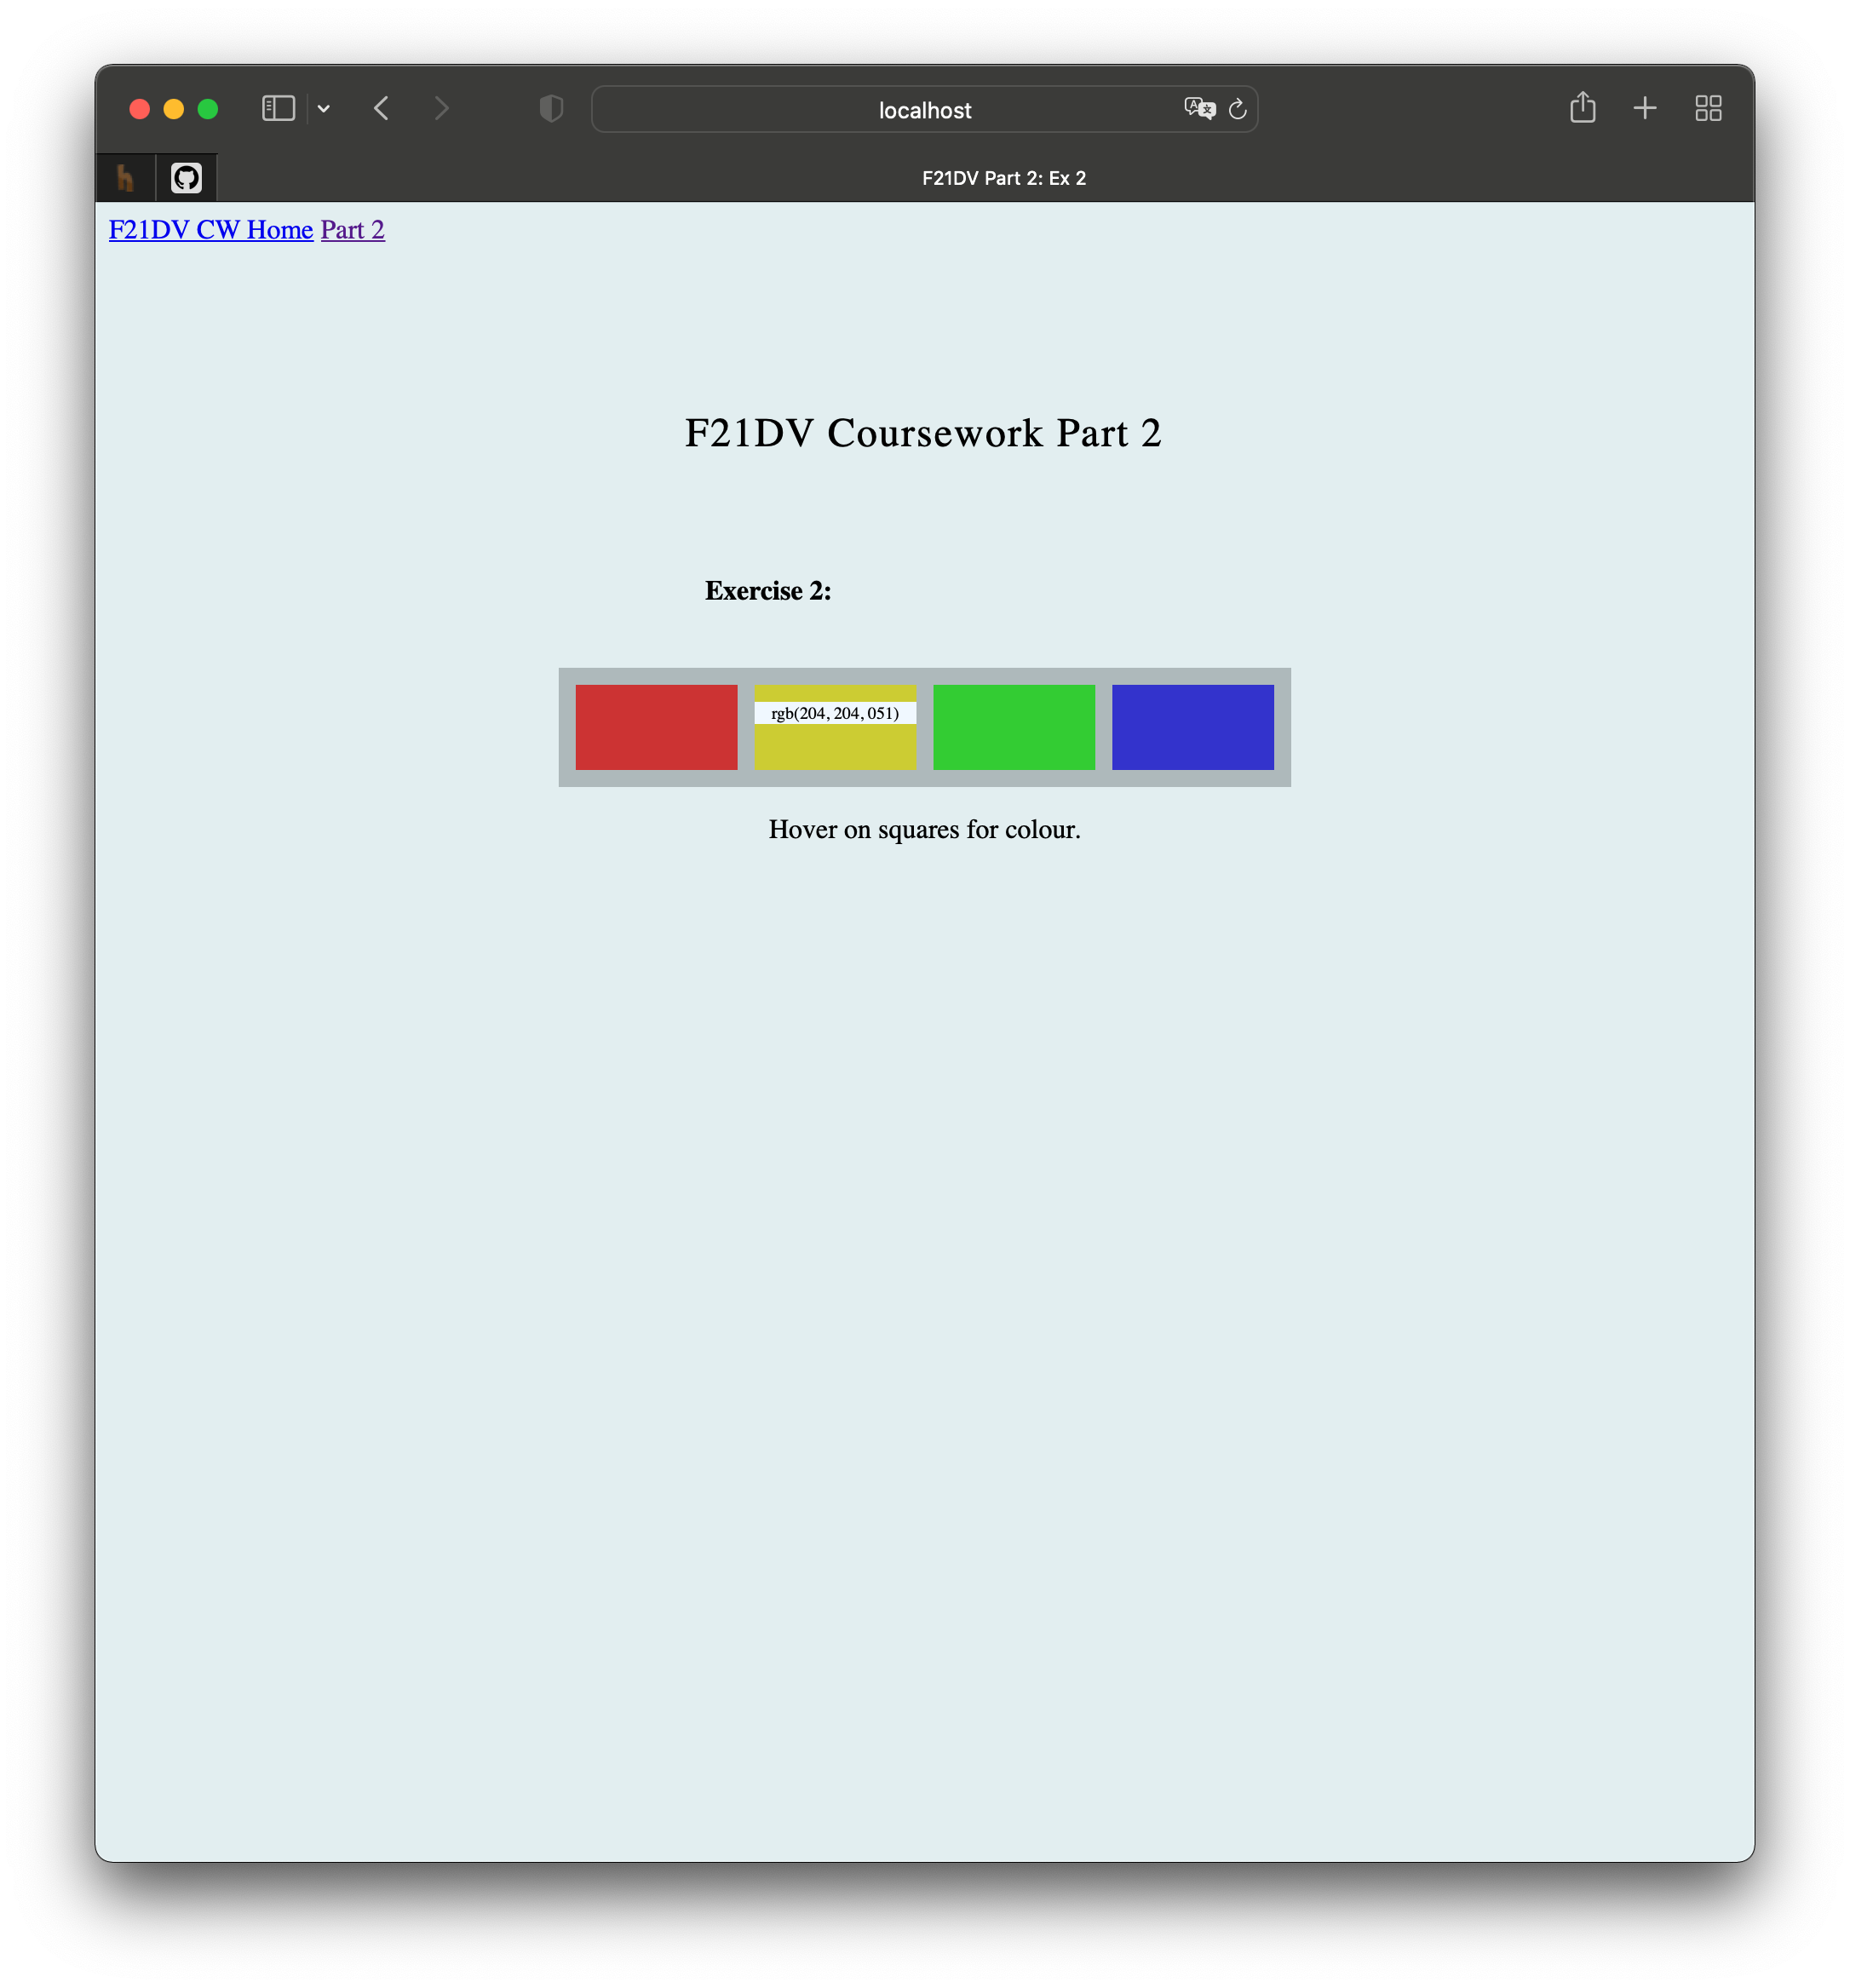 localhost
F21DV Part 2: Ex 2
F21DV CW Home Part 2
F21DV Coursework Part 2
Exercise 2:
rgb(204, 204, 051)
Hover on squares for colour.